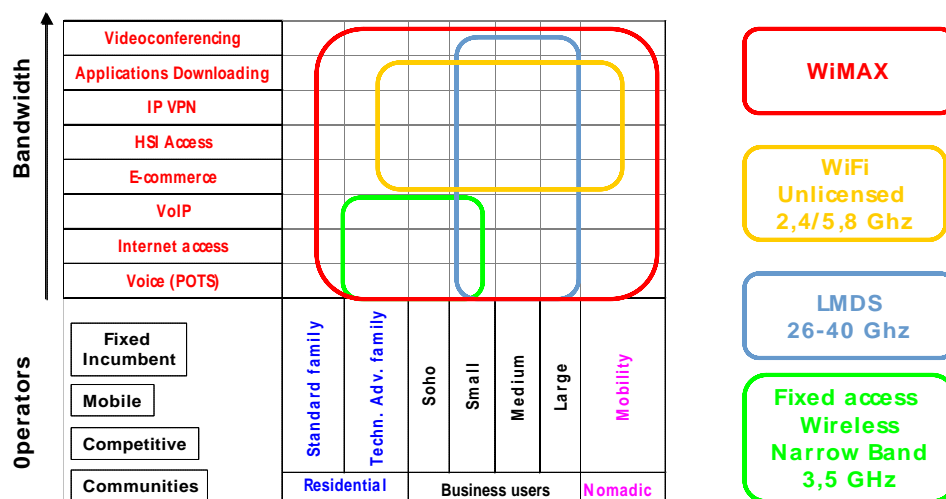 Bandwidth
Videoconferencing
Applications Downloading
IP VPN
HSI Access
E-commerce
VoIP
Internet access
Voice (POTS)
0perators
Fixed
Incumbent
Mobile
Competitive
Communities
Standard family
Techn. Adv. family
Soho
Small
Medium
Large
Mobility
Residential
Business users
Nomadic
WiMAX
WiFi
Unlicensed
2,4/5,8 Ghz
LMDS
26-40 Ghz
Fixed access
Wireless
Narrow Band
3,5 GHz